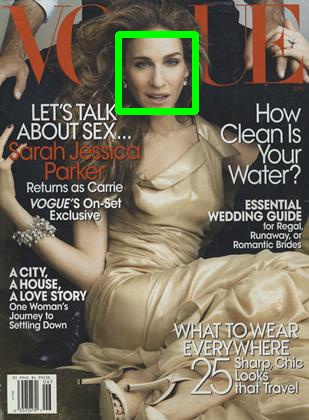 VOGUE
JUN
LET'S TALK
ABOUT SEX...
Sarah Jessica
Parker
Returns as Carrie
VOGUE'S On-Set
Exclusive
How
Clean Is
Your
Water?
ESSENTIAL
WEDDING GUIDE
for Regal,
Runaway, or
Romantic Brides
A CITY,
A HOUSE,
A LOVE STORY
One Woman's
Journey to
Settling Down
WHAT TO WEAR
EVERYWHERE
25 Sharp, Chic
Looks
that Travel